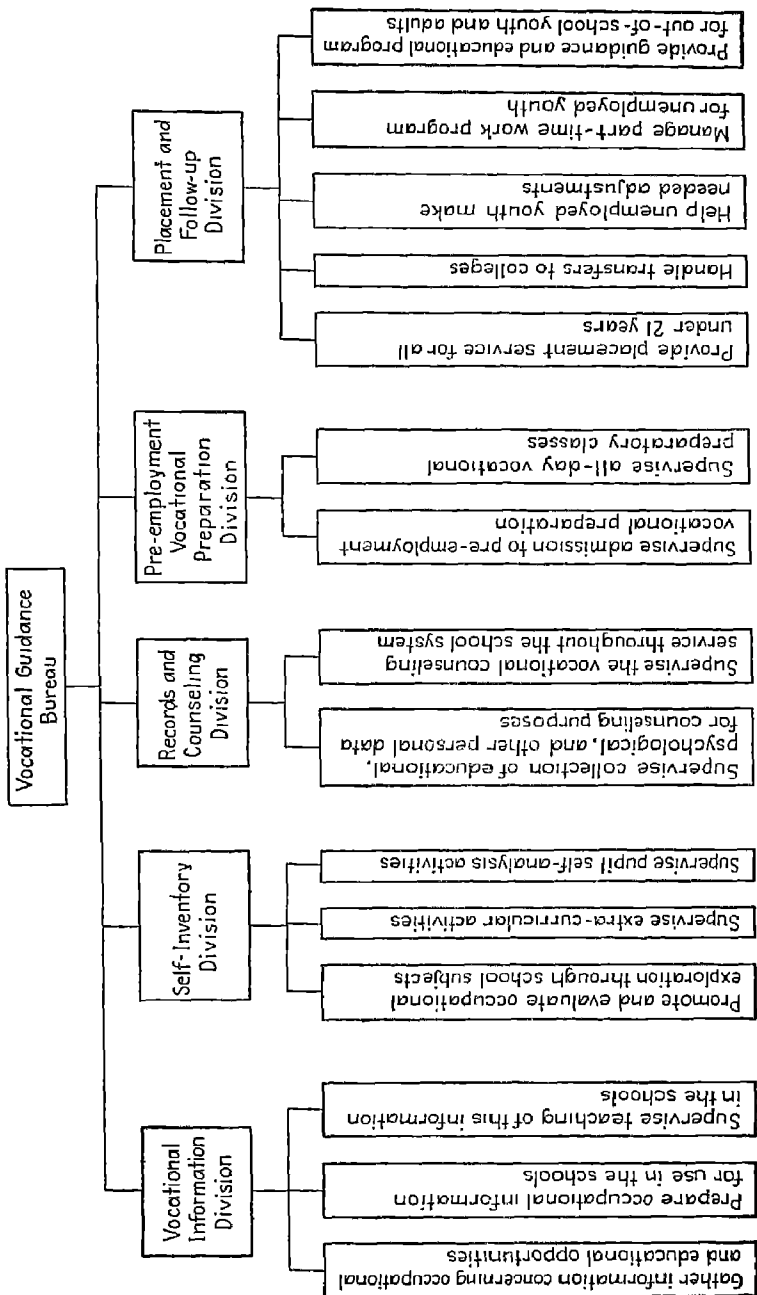 Vocational Guidance
Bureau
Vocational
Information
Division
Gather information concerning occupational
and educational opportunities
Prepare occupational information
for use in the schools
Supervise teaching of this information
in the schools
Self-Inventory
Division
Promote and evaluate occupational
exploration through school subjects
Supervise extra-curricular activities
Supervise pupil self-analysis activities
Records and
Counseling
Division
Supervise collection of educational,
psychological, and other personal data
for counseling purposes
Supervise the vocational counseling
service throughout the school system
Pre-employment
Vocational
Preparation
Division
Supervise admission to pre-employment
vocational preparation
Supervise all-day vocational
preparatory classes
Placement and
Follow-up
Division
Provide placement service for all
under 21 years
Handle transfers to colleges
Help unemployed youth make
needed adjustments
Manage part-time work program
for unemployed youth
Provide guidance and educational program
for out-of-school youth and adults